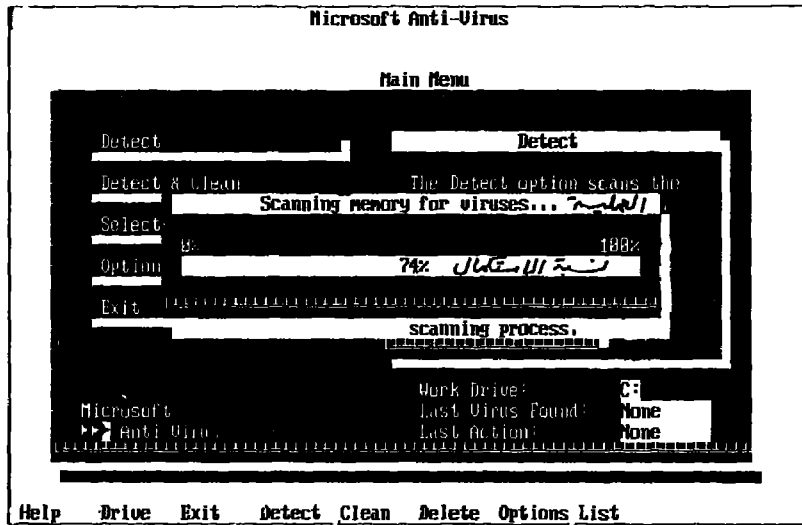 Microsoft Anti-Virus
Main Menu
Detect
Detect
Detect & Clean
The Detect option scans the
Scanning memory for viruses... العملية
Select
0% 100%
Option
74% نسبة الاستكمال
Exit
scanning process.
Work Drive: C:
Microsoft
Last Virus Found: None
Anti Viru
Last Action: None
Help Drive Exit Detect Clean Delete Options List